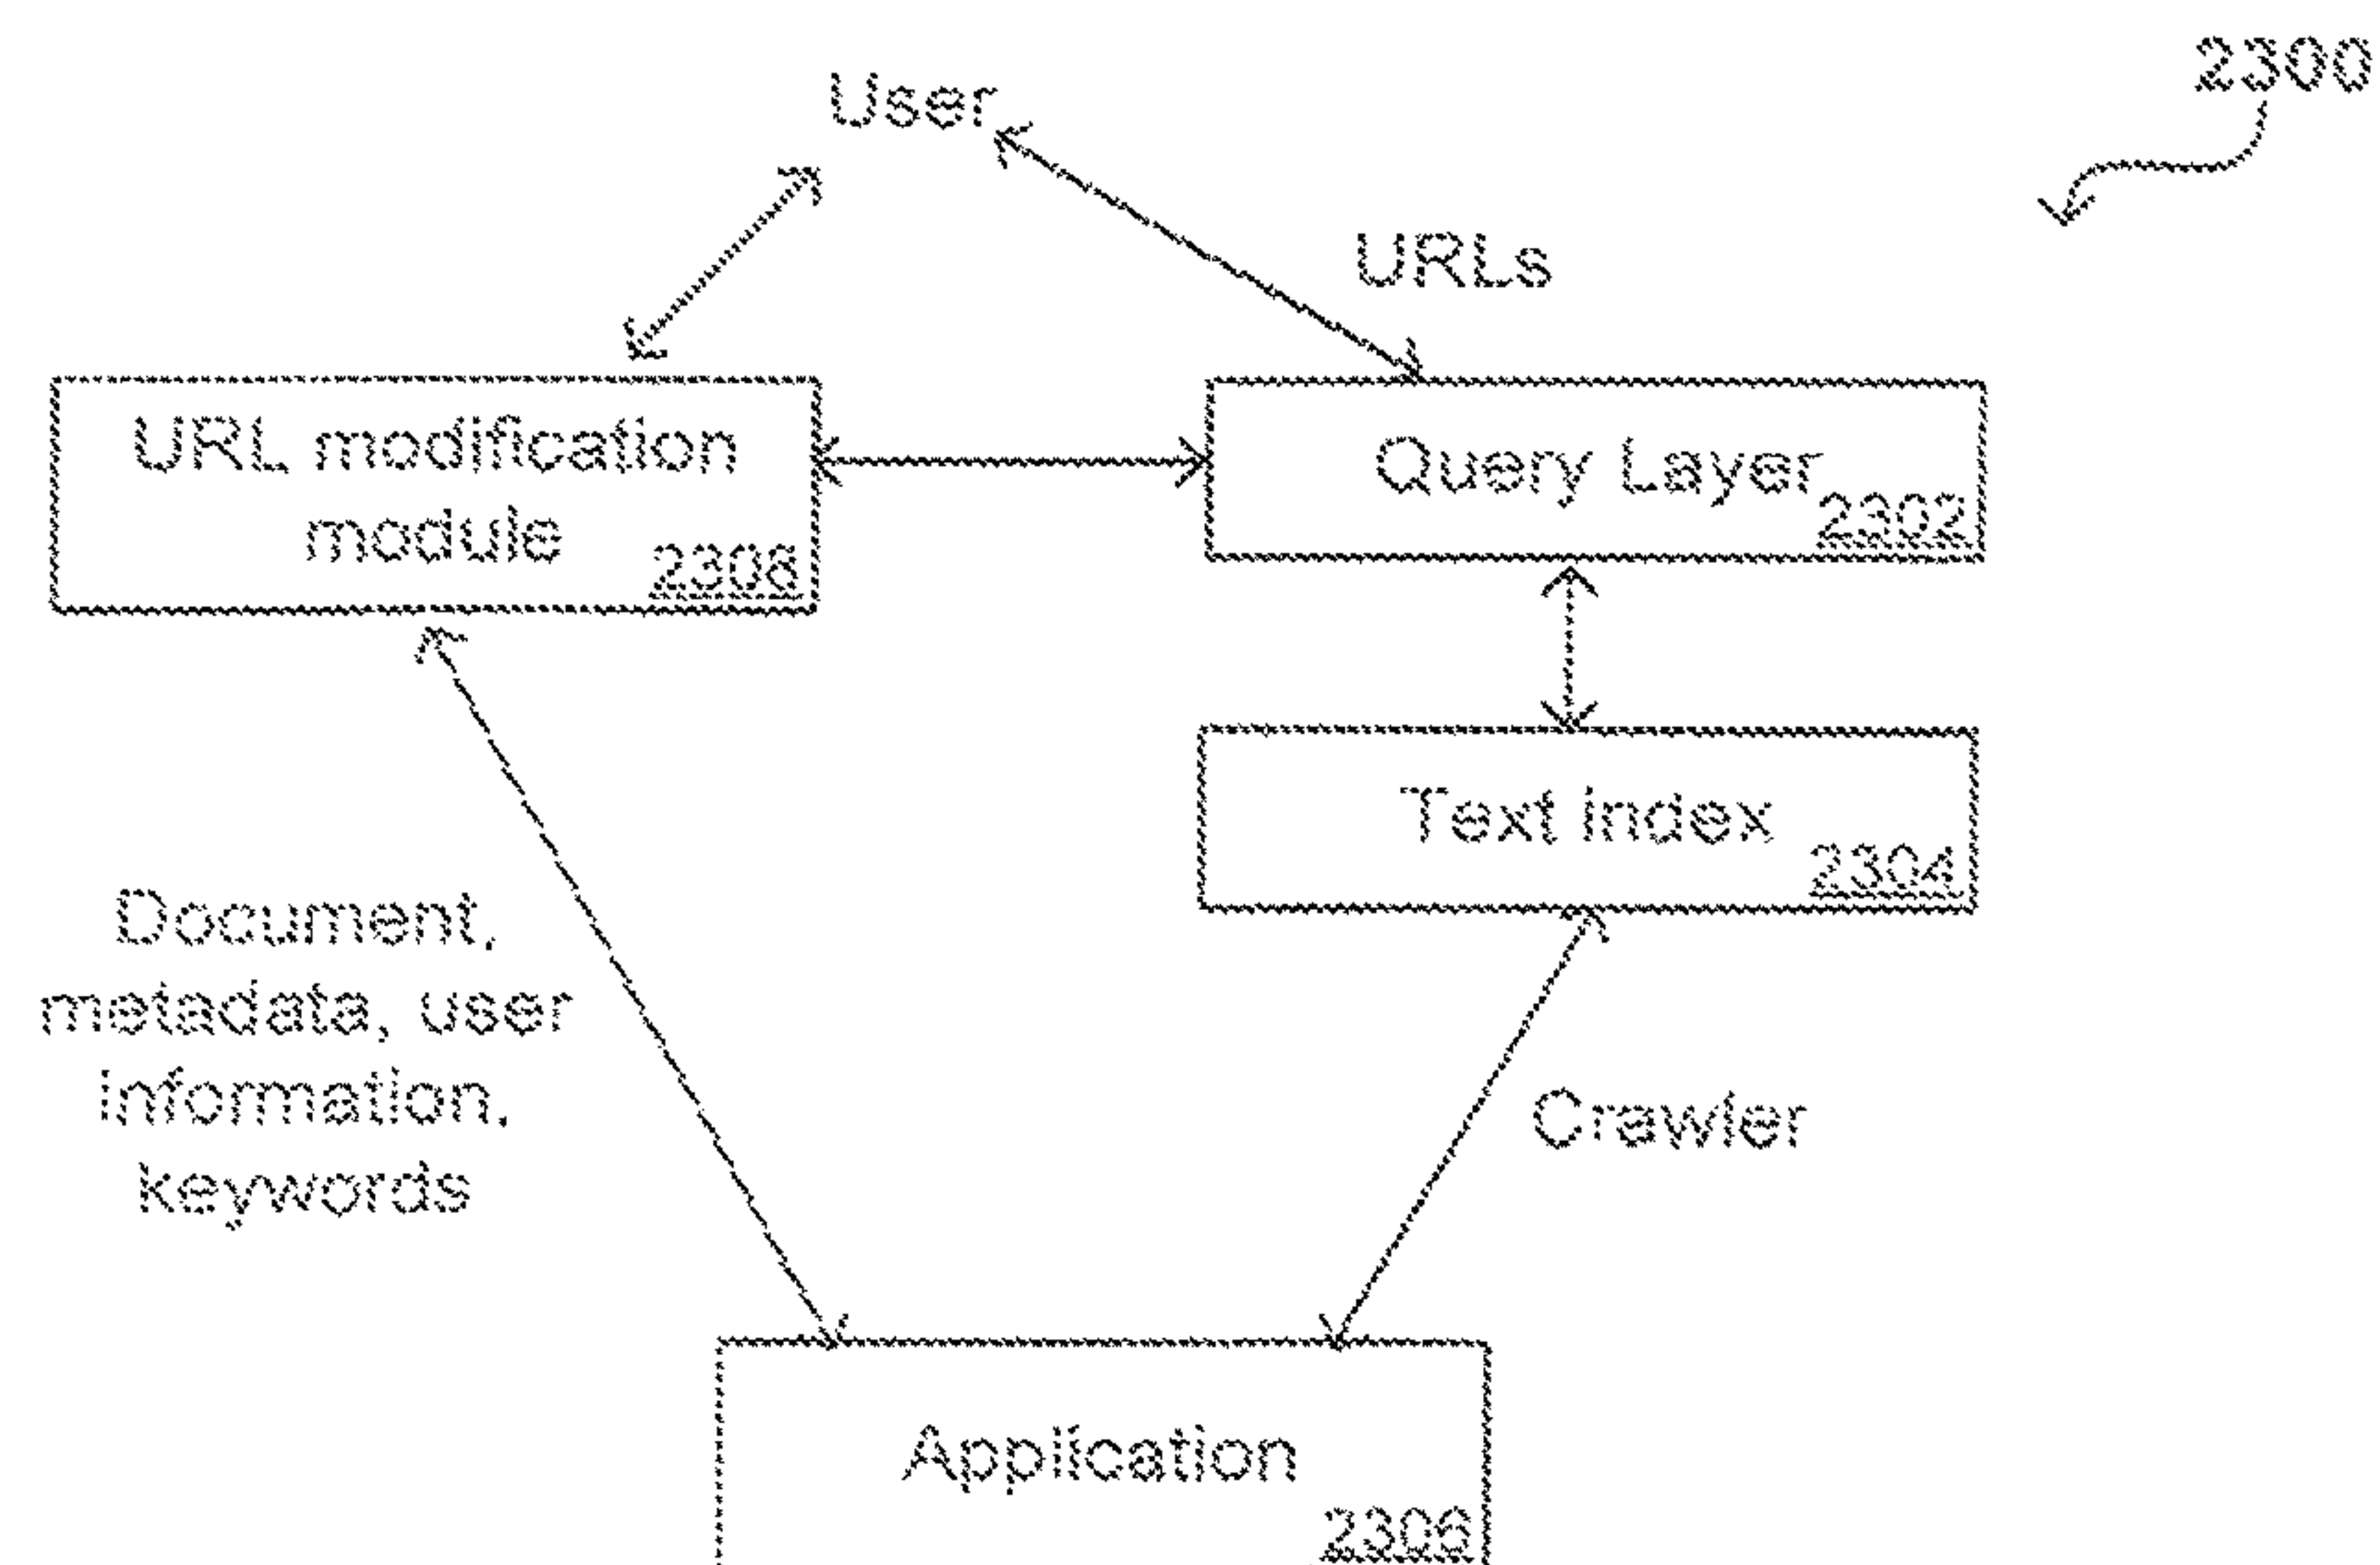 2300
User
URLs
URL modification
module
2308
Query Layer
2302
Text Index
2304
Document,
metadata, user
information,
keywords
Crawler
Application
2306